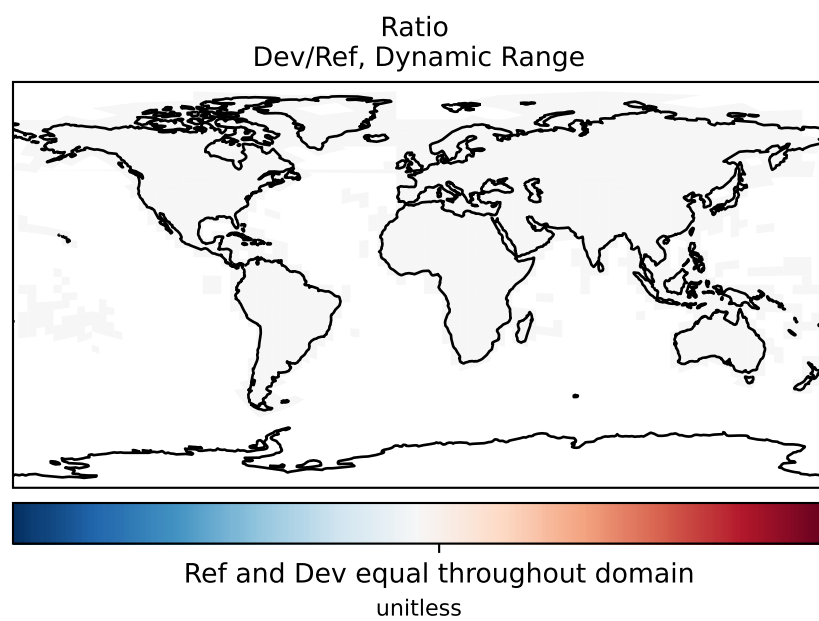 Ratio
Dev/Ref, Dynamic Range
Ref and Dev equal throughout domain
unitless